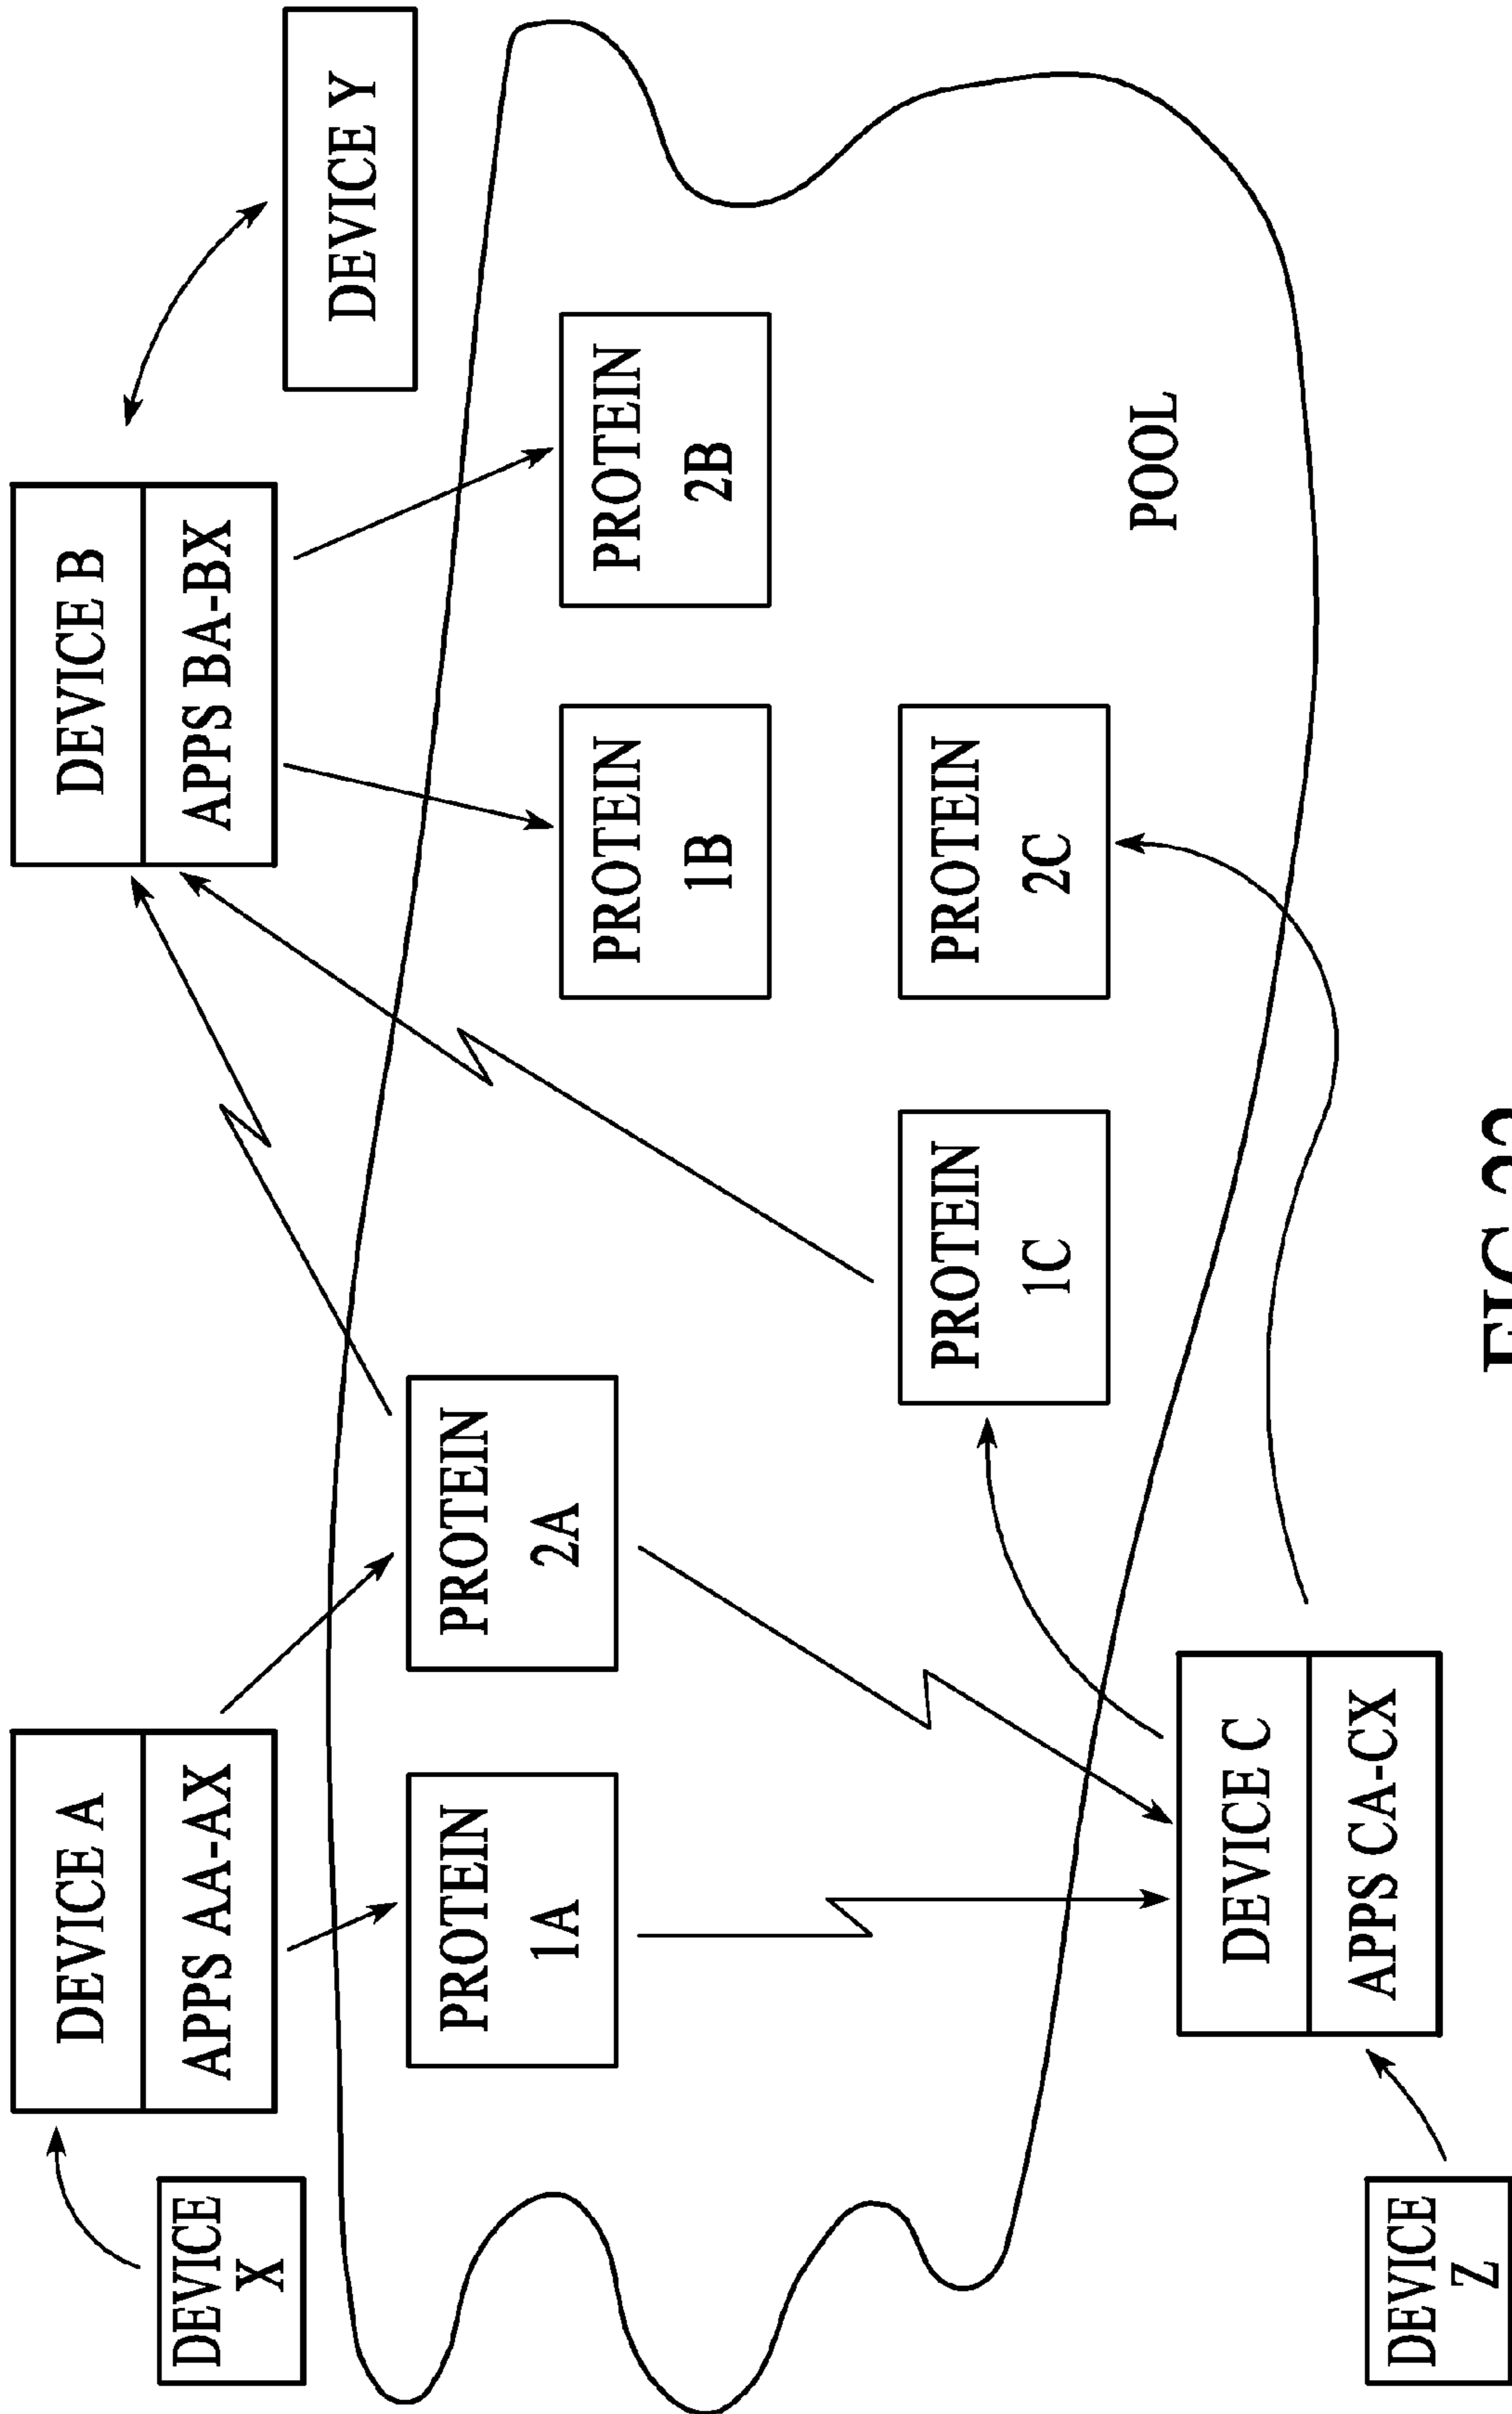 DEVICE A
APPS AA-AX
DEVICE B
APPS BA-BX
DEVICE
X
DEVICE Y
PROTEIN
1A
PROTEIN
2A
PROTEIN
1B
PROTEIN
2B
PROTEIN
1C
PROTEIN
2C
POOL
DEVICE C
APPS CA-CX
DEVICE
Z